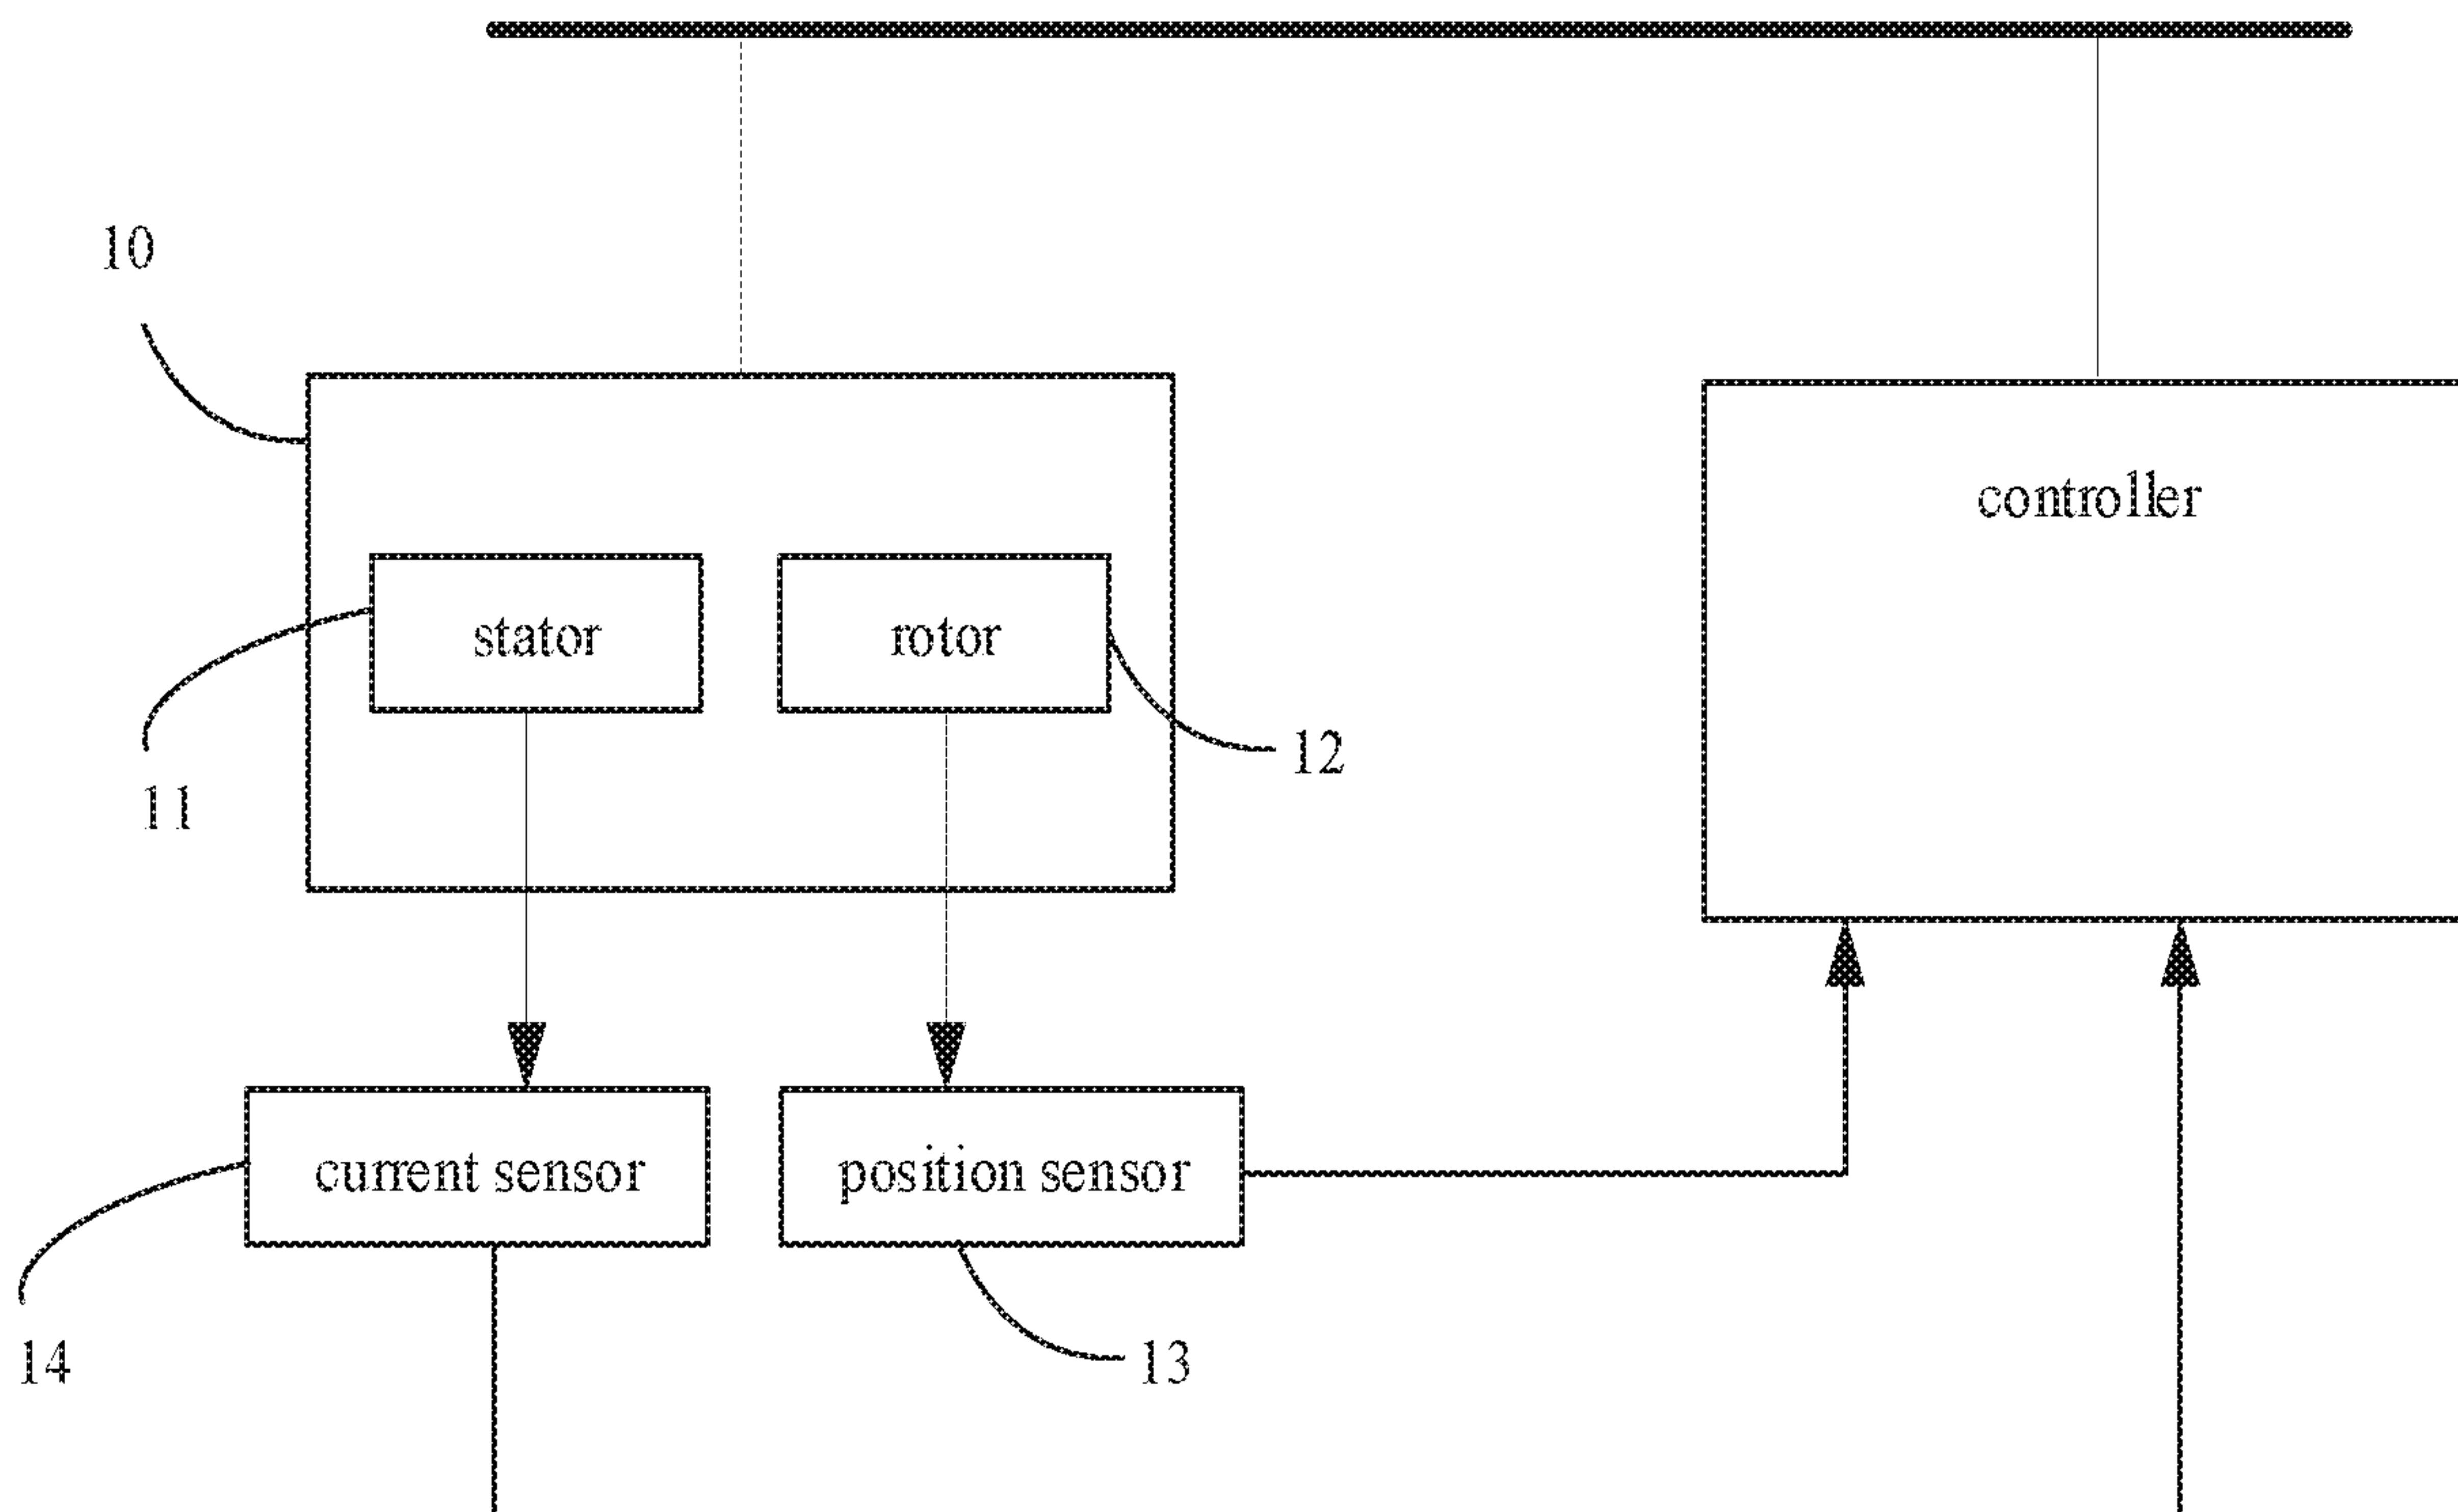 10
controller
stator
rotor
12
11
current sensor
position sensor
14
13